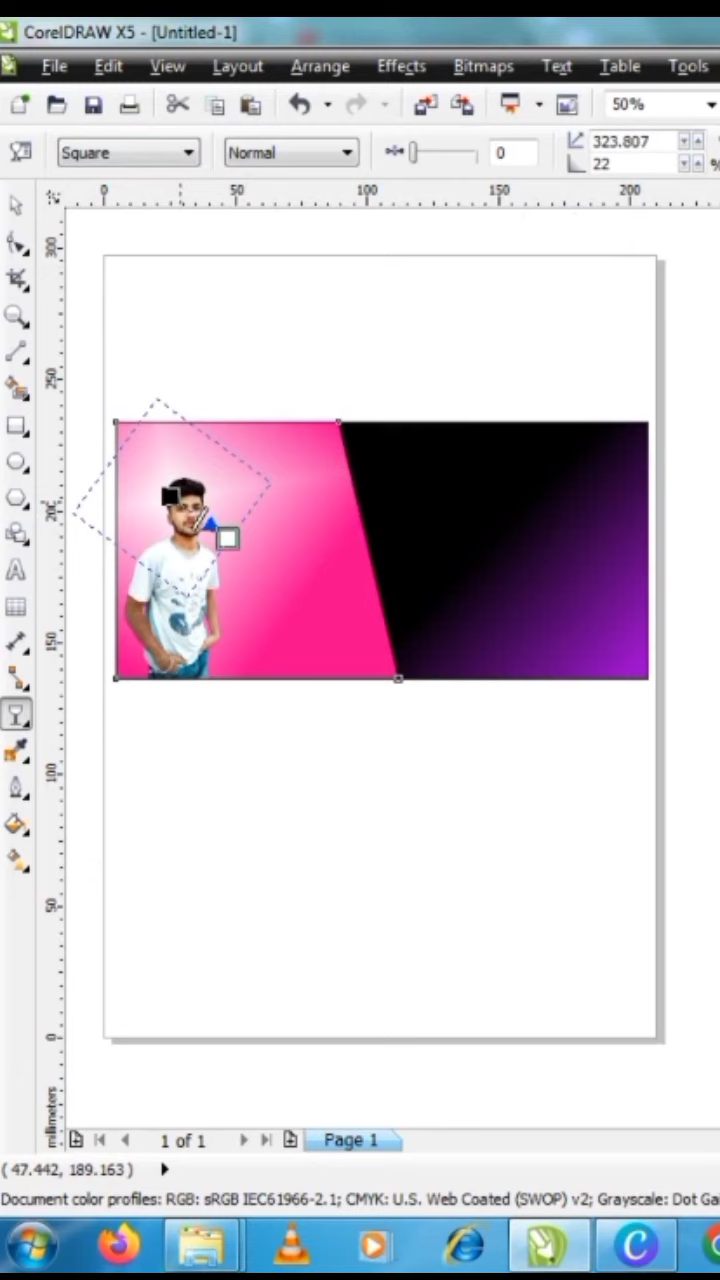 CorelDRAW X5 - [Untitled-1]
File Edit View Layout Arrange Effects Bitmaps Text Table Tools
50%
Square Normal 0 323.807
22 %
0 50 100 150 200
300
250
200
150
100
50
0
millimeters
1 of 1 Page 1
( 47.442, 189.163 )
Document color profiles: RGB: sRGB IEC61966-2.1; CMYK: U.S. Web Coated (SWOP) v2; Grayscale: Dot Ga